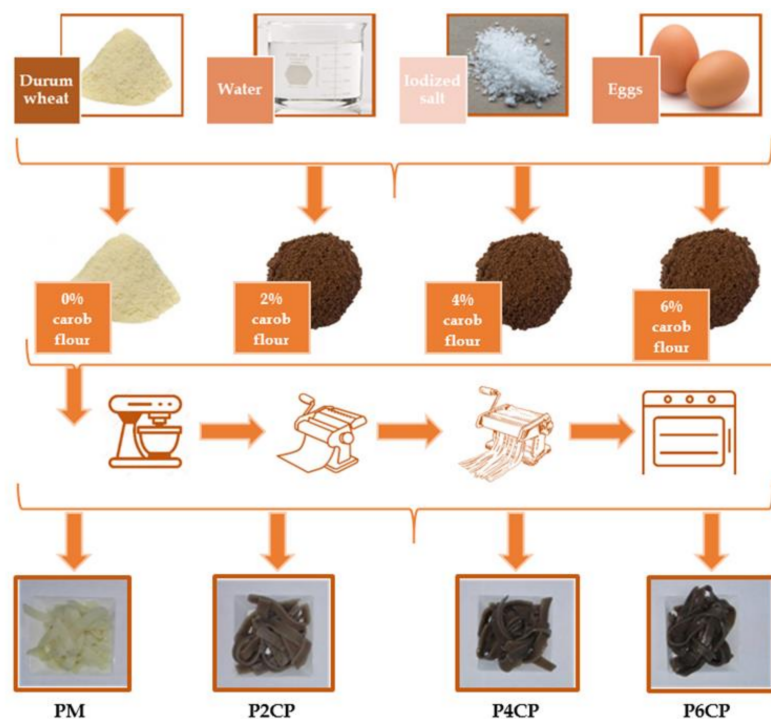 Durum
wheat
Water
Iodized
salt
Eggs
0%
carob
flour
2%
carob
flour
4%
carob
flour
6%
carob
flour
PM
P2CP
P4CP
P6CP